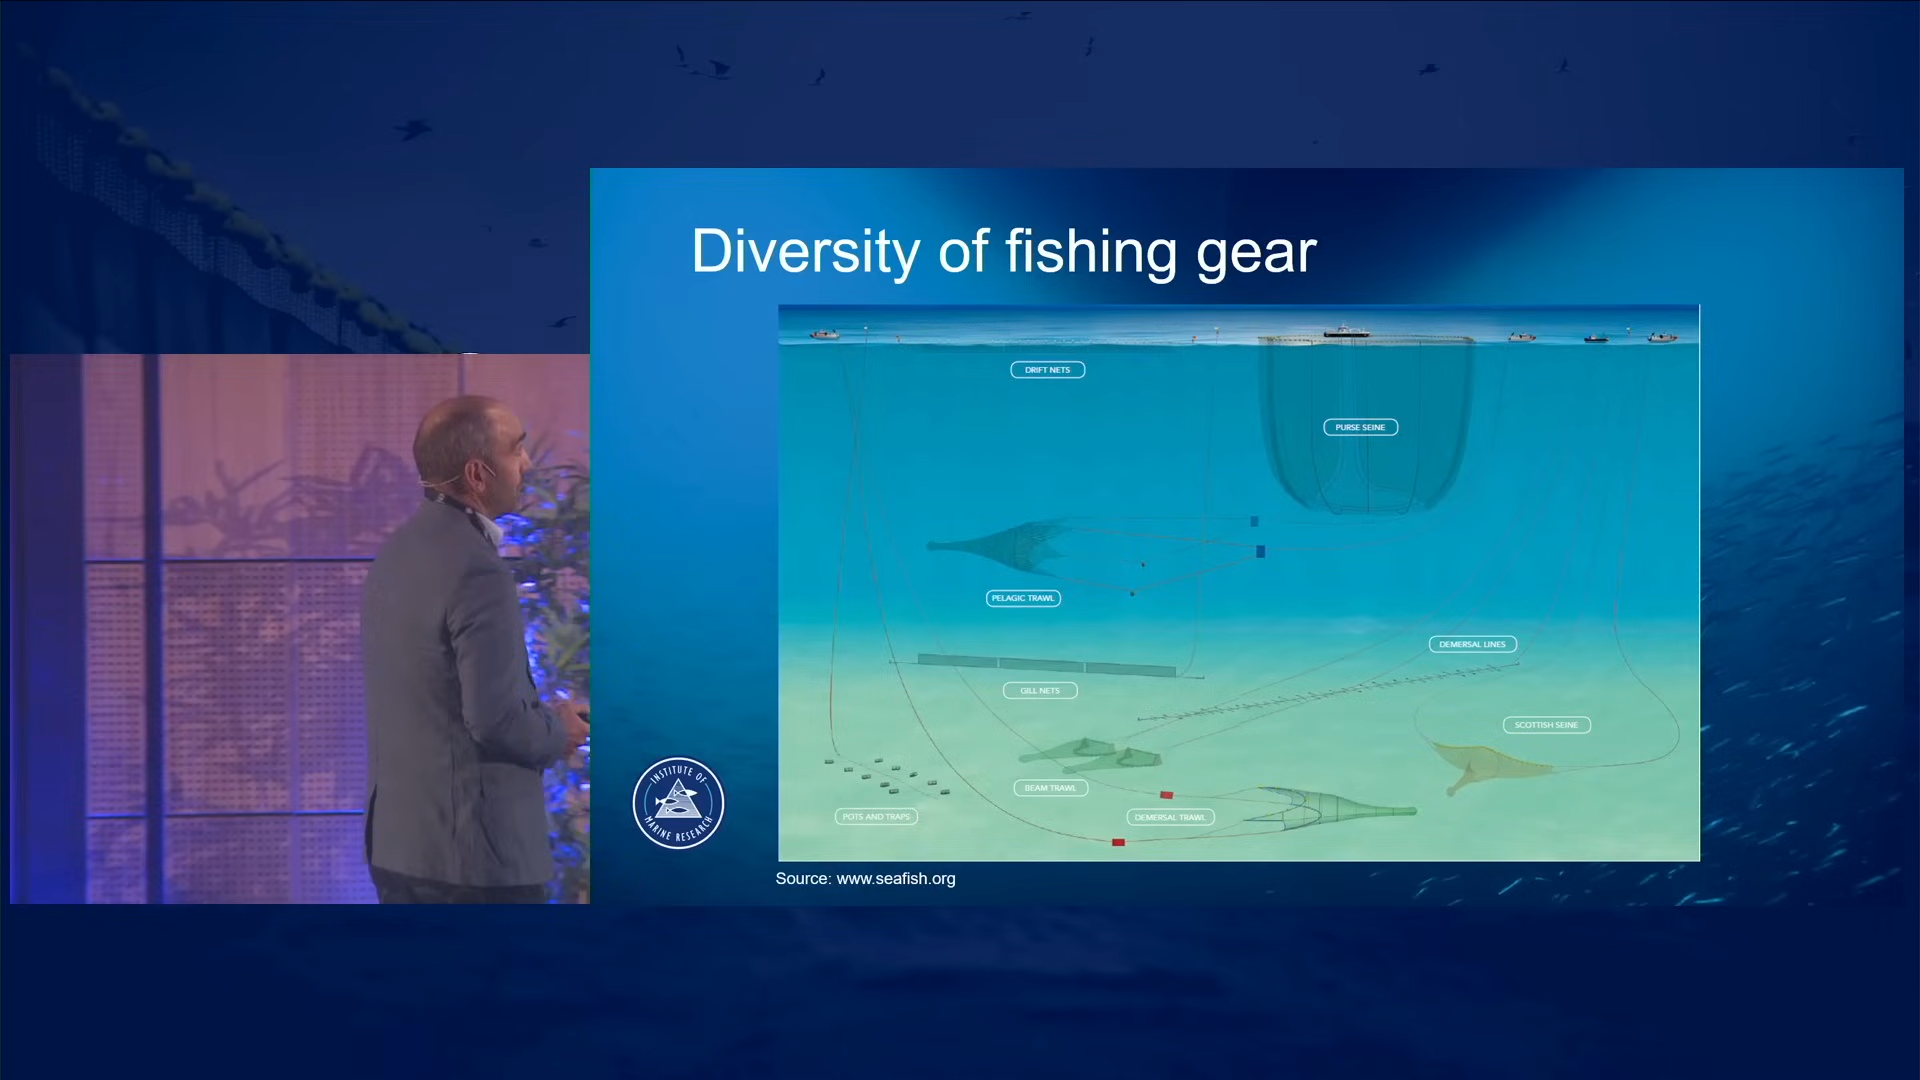 Diversity of fishing gear
DRIFT NETS
PURSE SEINE
PELAGIC TRAWL
DEMERSAL LINES
GILL NETS
SCOTTISH SEINE
BEAM TRAWL
POTS AND TRAPS
DEMERSAL TRAWL
INSTITUTE OF
MARINE RESEARCH
Source: www.seafish.org